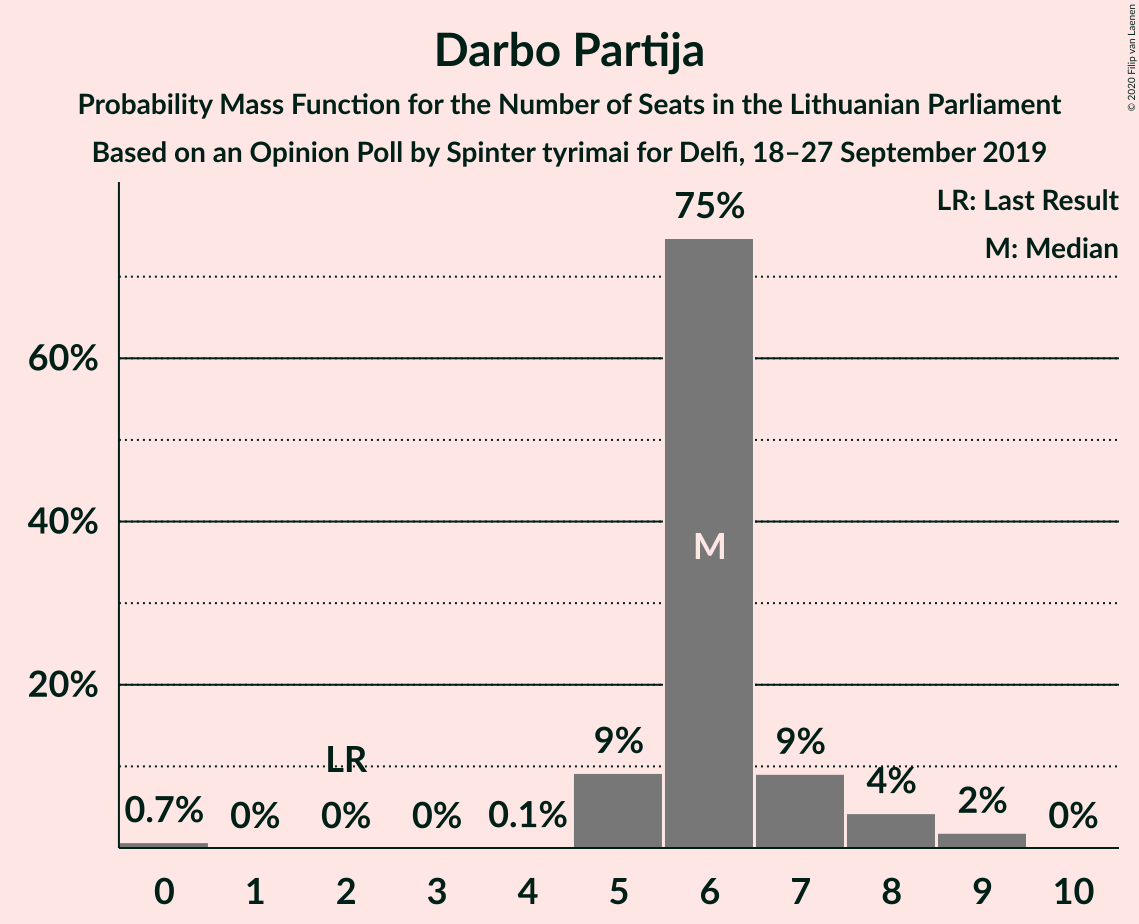 Darbo Partija
Probability Mass Function for the Number of Seats in the Lithuanian Parliament
Based on an Opinion Poll by Spinter tyrimai for Delfi, 18–27 September 2019
© 2020 Filip van Laenen
LR: Last Result
M: Median
75%
60%
40%
20%
M
LR
0.7%
0%
0%
0%
0.1%
9%
9%
4%
2%
0%
0 1 2 3 4 5 6 7 8 9 10